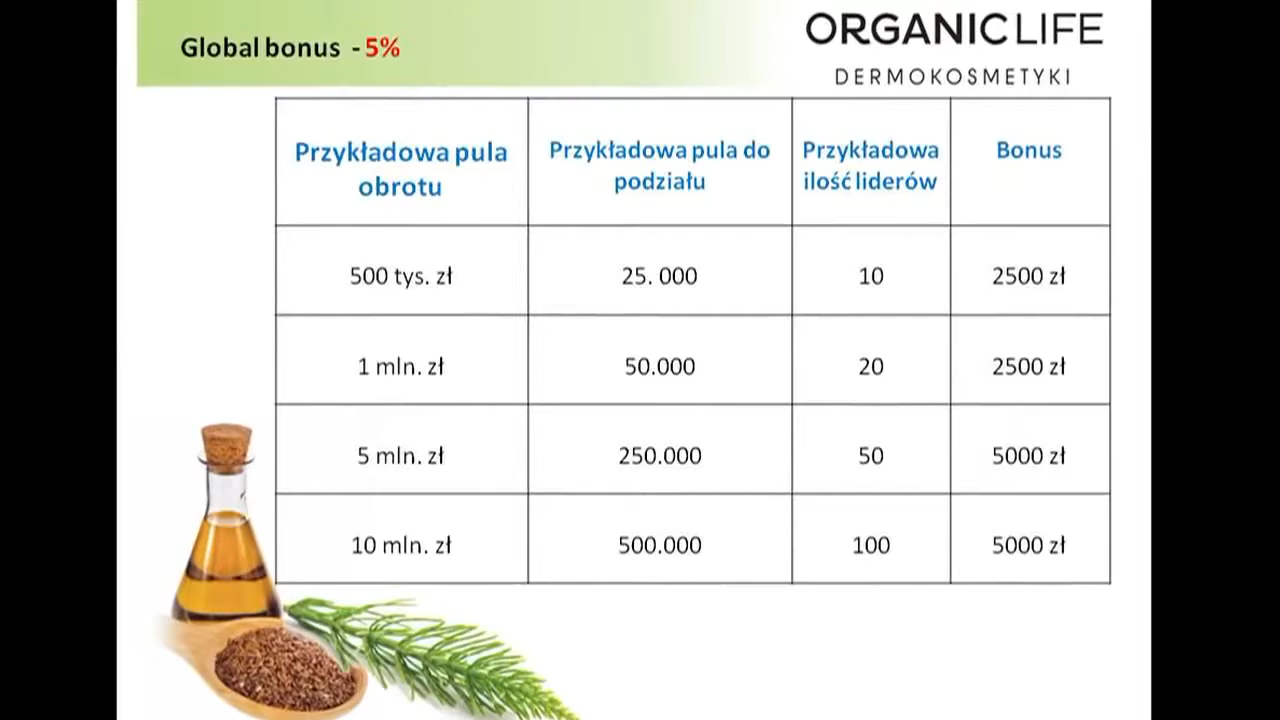 Global bonus - 5%
ORGANICLIFE
DERMOKOSMETYKI
Przykładowa pula
obrotu
Przykładowa pula do
podziału
Przykładowa
ilość liderów
Bonus
500 tys. zł
25. 000
10
2500 zł
1 mln. zł
50.000
20
2500 zł
5 mln. zł
250.000
50
5000 zł
10 mln. zł
500.000
100
5000 zł